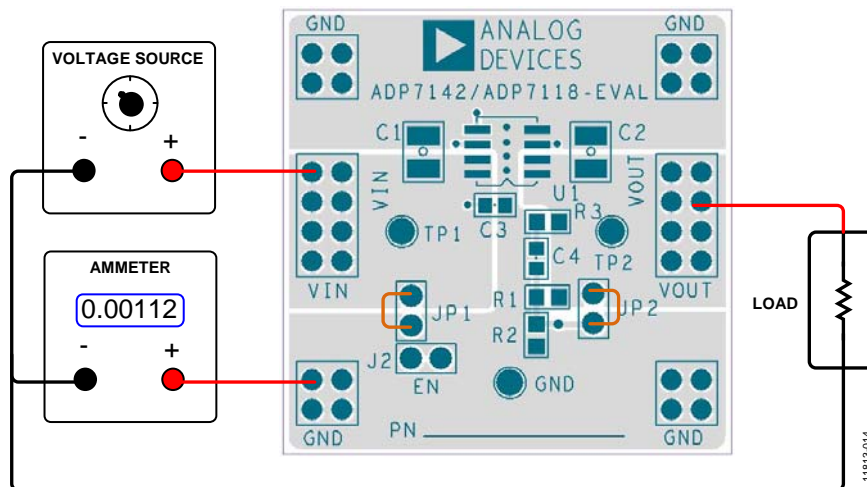 GND
ANALOG
DEVICES
GND
ADP7142/ADP7118-EVAL
VOLTAGE SOURCE
-
+
C1
C2
VIN
VOUT
U1
C3
R3
TP1
C4
TP2
VIN
VOUT
AMMETER
0.00112
-
+
JP1
R1
JP2
LOAD
R2
J2
EN
GND
GND
PN
GND
11813-014